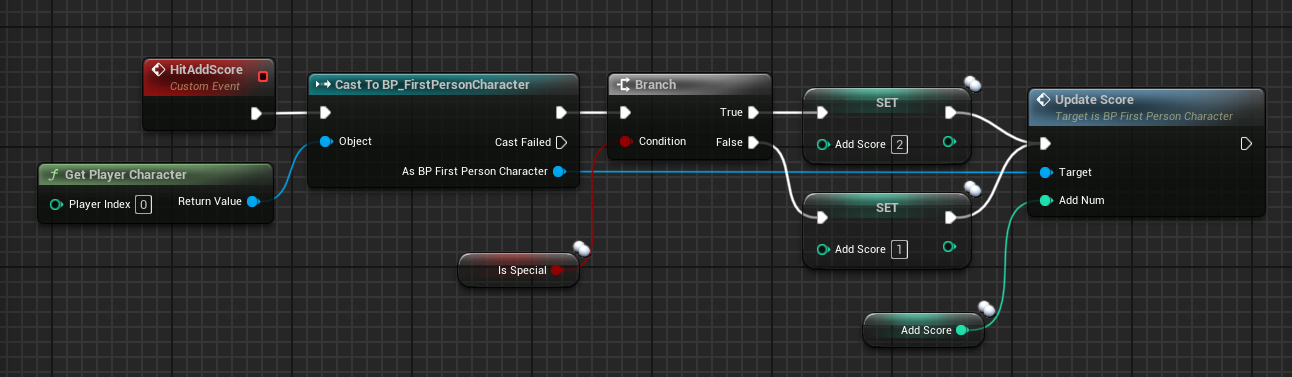 HitAddScore
Custom Event
Cast To BP_FirstPersonCharacter
Object
Cast Failed
As BP First Person Character
Branch
True
Condition
False
SET
Add Score 2
Update Score
Target is BP First Person Character
Target
Add Num
f Get Player Character
Player Index 0
Return Value
SET
Add Score 1
Is Special
Add Score